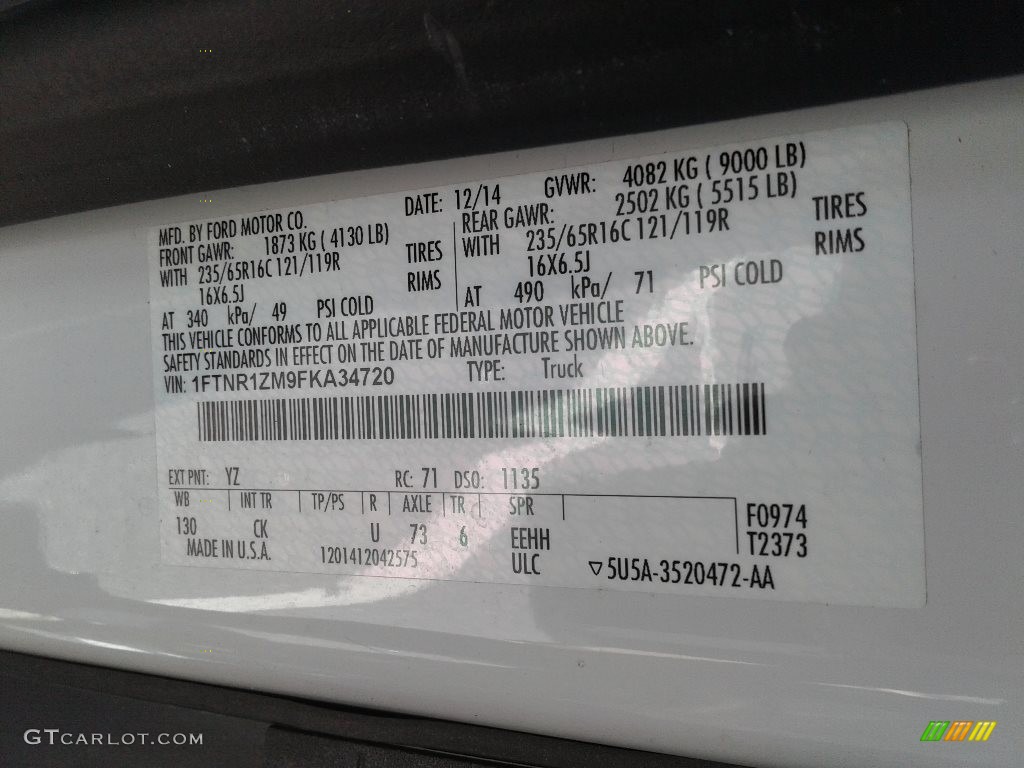 MFD. BY FORD MOTOR CO. DATE: 12/14 GVWR: 4082 KG ( 9000 LB)
FRONT GAWR: 1873 KG ( 4130 LB) REAR GAWR: 2502 KG ( 5515 LB)
WITH 235/65R16C 121/119R TIRES WITH 235/65R16C 121/119R TIRES
16X6.5J RIMS 16X6.5J RIMS
AT 340 kPa/ 49 PSI COLD AT 490 kPa/ 71 PSI COLD
THIS VEHICLE CONFORMS TO ALL APPLICABLE FEDERAL MOTOR VEHICLE
SAFETY STANDARDS IN EFFECT ON THE DATE OF MANUFACTURE SHOWN ABOVE.
VIN: 1FTNR1ZM9FKA34720 TYPE: Truck
EXT PNT: YZ RC: 71 DSO: 1135
WB INT TR TP/PS R AXLE TR SPR F0974
130 CK U 73 6 EEHH T2373
MADE IN U.S.A. 1201412042575 ULC ▽5U5A-3520472-AA
GTCARLOT.COM